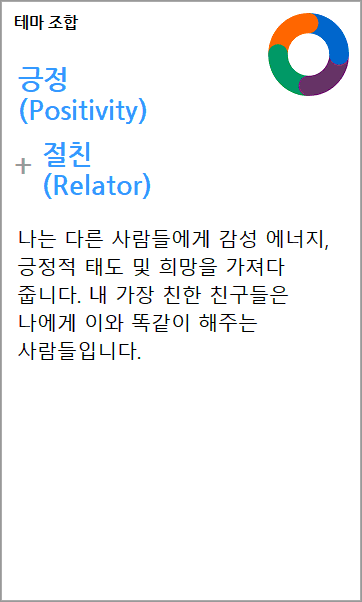 테마 조합
긍정
(Positivity)
+ 절친
(Relator)
나는 다른 사람들에게 감성 에너지,
긍정적 태도 및 희망을 가져다
줍니다. 내 가장 친한 친구들은
나에게 이와 똑같이 해주는
사람들입니다.